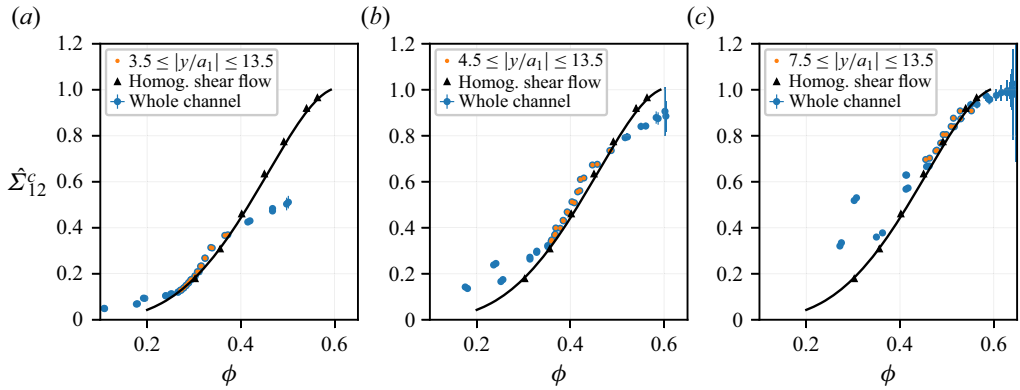 (a)
(b)
(c)
1.2
1.0
0.8
0.6
0.4
0.2
0
Σ̂ᶜ₁₂
3.5 ≤ |y/a₁| ≤ 13.5
Homog. shear flow
Whole channel
0.2
0.4
0.6
ϕ
1.2
1.0
0.8
0.6
0.4
0.2
0
4.5 ≤ |y/a₁| ≤ 13.5
Homog. shear flow
Whole channel
0.2
0.4
0.6
ϕ
1.2
1.0
0.8
0.6
0.4
0.2
0
7.5 ≤ |y/a₁| ≤ 13.5
Homog. shear flow
Whole channel
0.2
0.4
0.6
ϕ